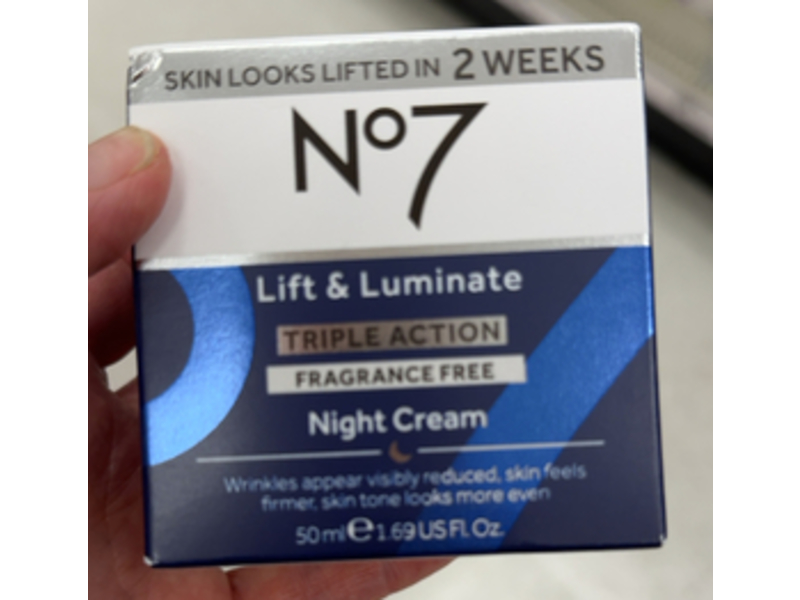 SKIN LOOKS LIFTED IN 2 WEEKS
Nº7
Lift & Luminate
TRIPLE ACTION
FRAGRANCE FREE
Night Cream
Wrinkles appear visibly reduced, skin feels
firmer, skin tone looks more even
50ml ℮ 1.69 US Fl. Oz.